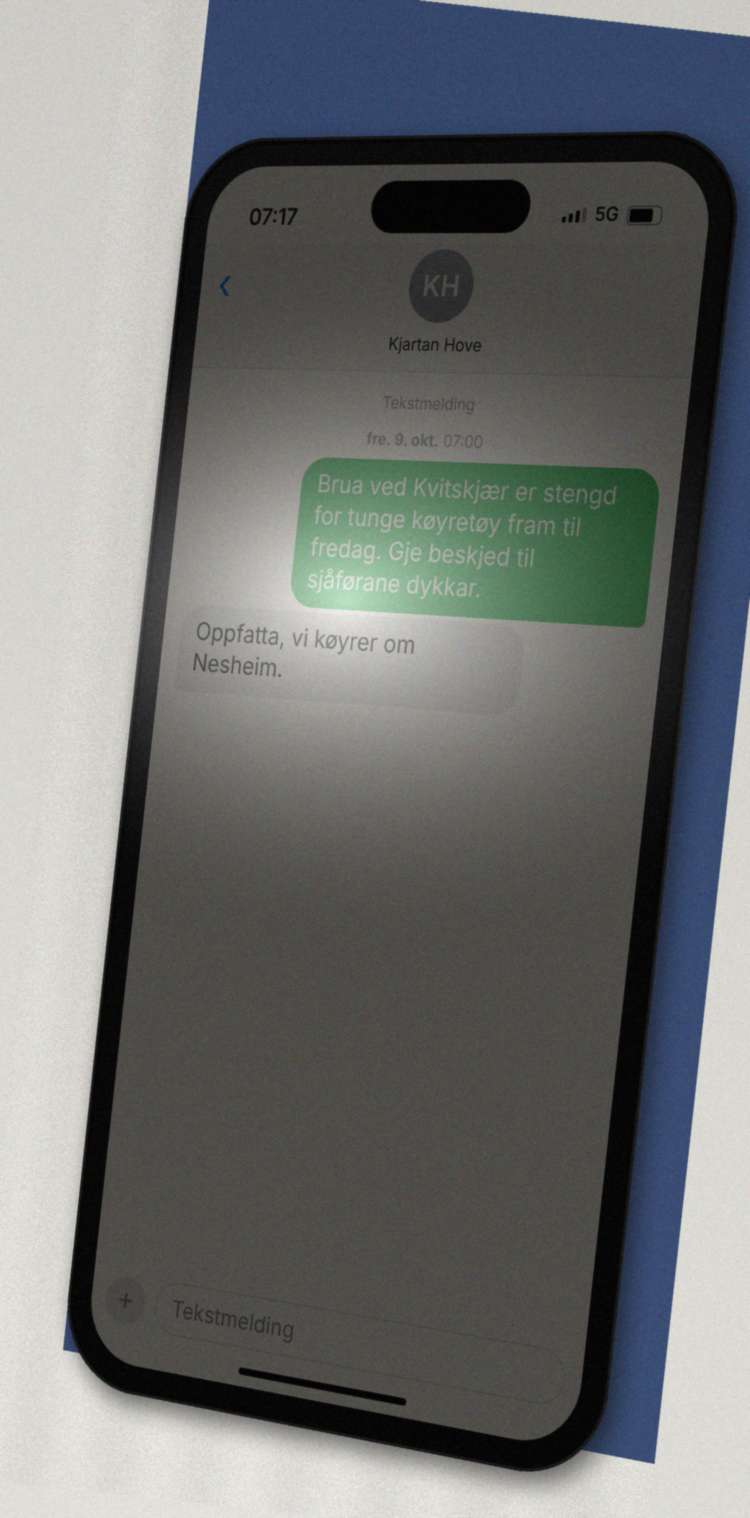 07:17
5G
KH
Kjartan Hove
Tekstmelding
fre. 9. okt. 07:00
Brua ved Kvitskjær er stengd
for tunge køyretøy fram til
fredag. Gje beskjed til
sjåførane dykkar.
Oppfatta, vi køyrer om
Nesheim.
+
Tekstmelding